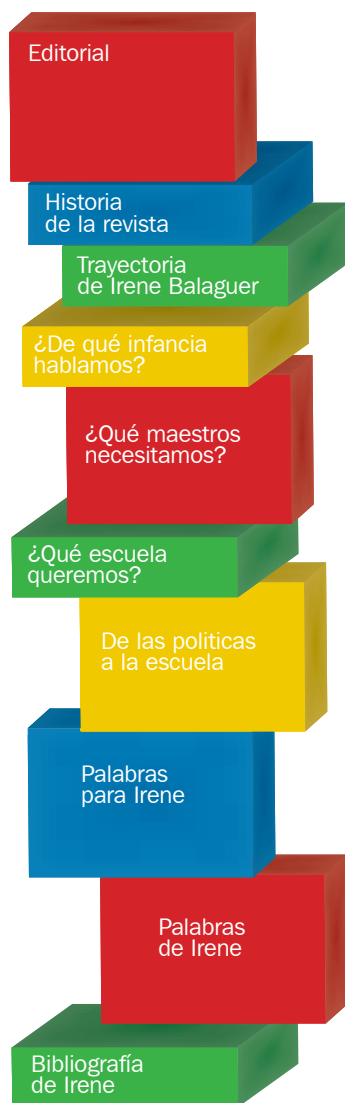 Editorial
Historia
de la revista
Trayectoria
de Irene Balaguer
¿De qué infancia
hablamos?
¿Qué maestros
necesitamos?
¿Qué escuela
queremos?
De las politicas
a la escuela
Palabras
para Irene
Palabras
de Irene
Bibliografía
de Irene